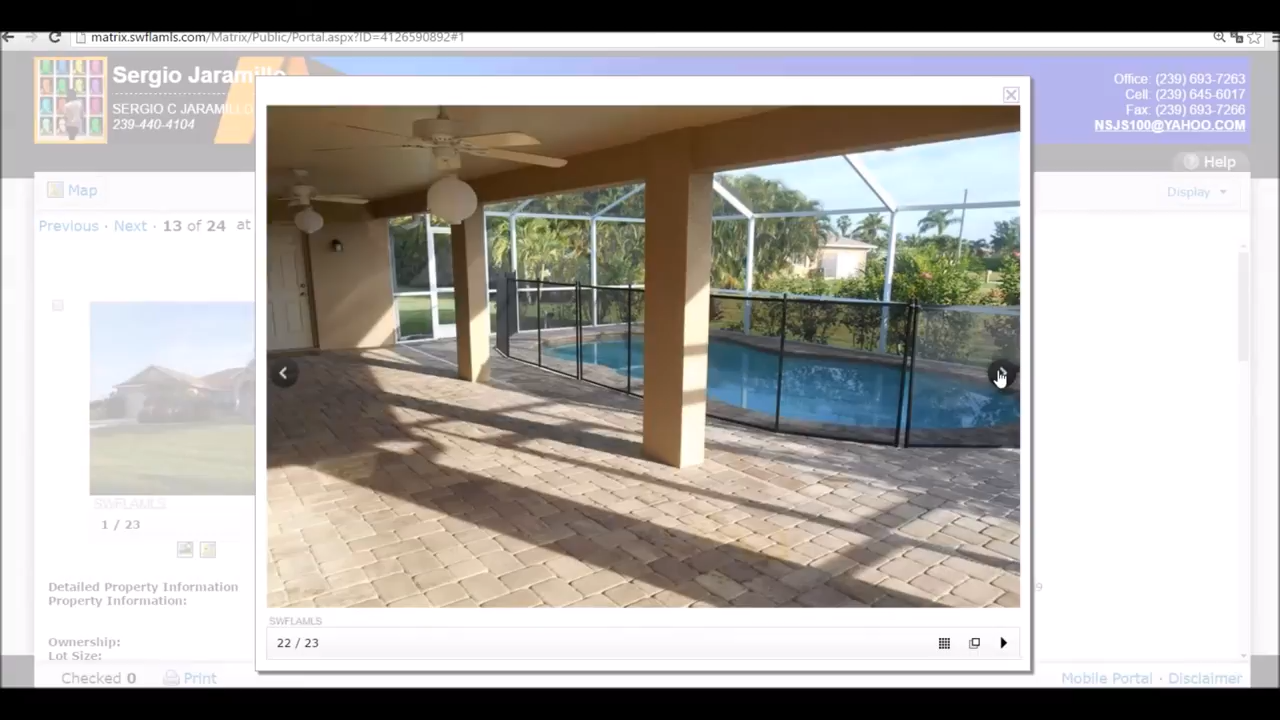 matrix.swflamls.com/Matrix/Public/Portal.aspx?ID=4126590892#1
Sergio Jaramillo
SERGIO C JARAMILLO
239-440-4104
Office: (239) 693-7263
Cell: (239) 645-6017
Fax: (239) 693-7266
NSJS100@YAHOO.COM
Help
Map
Display
Previous · Next · 13 of 24 at
SWFLAMLS
1 / 23
Detailed Property Information
Property Information:
Ownership:
Lot Size:
SWFLAMLS
22 / 23
Checked 0
Print
Mobile Portal · Disclaimer